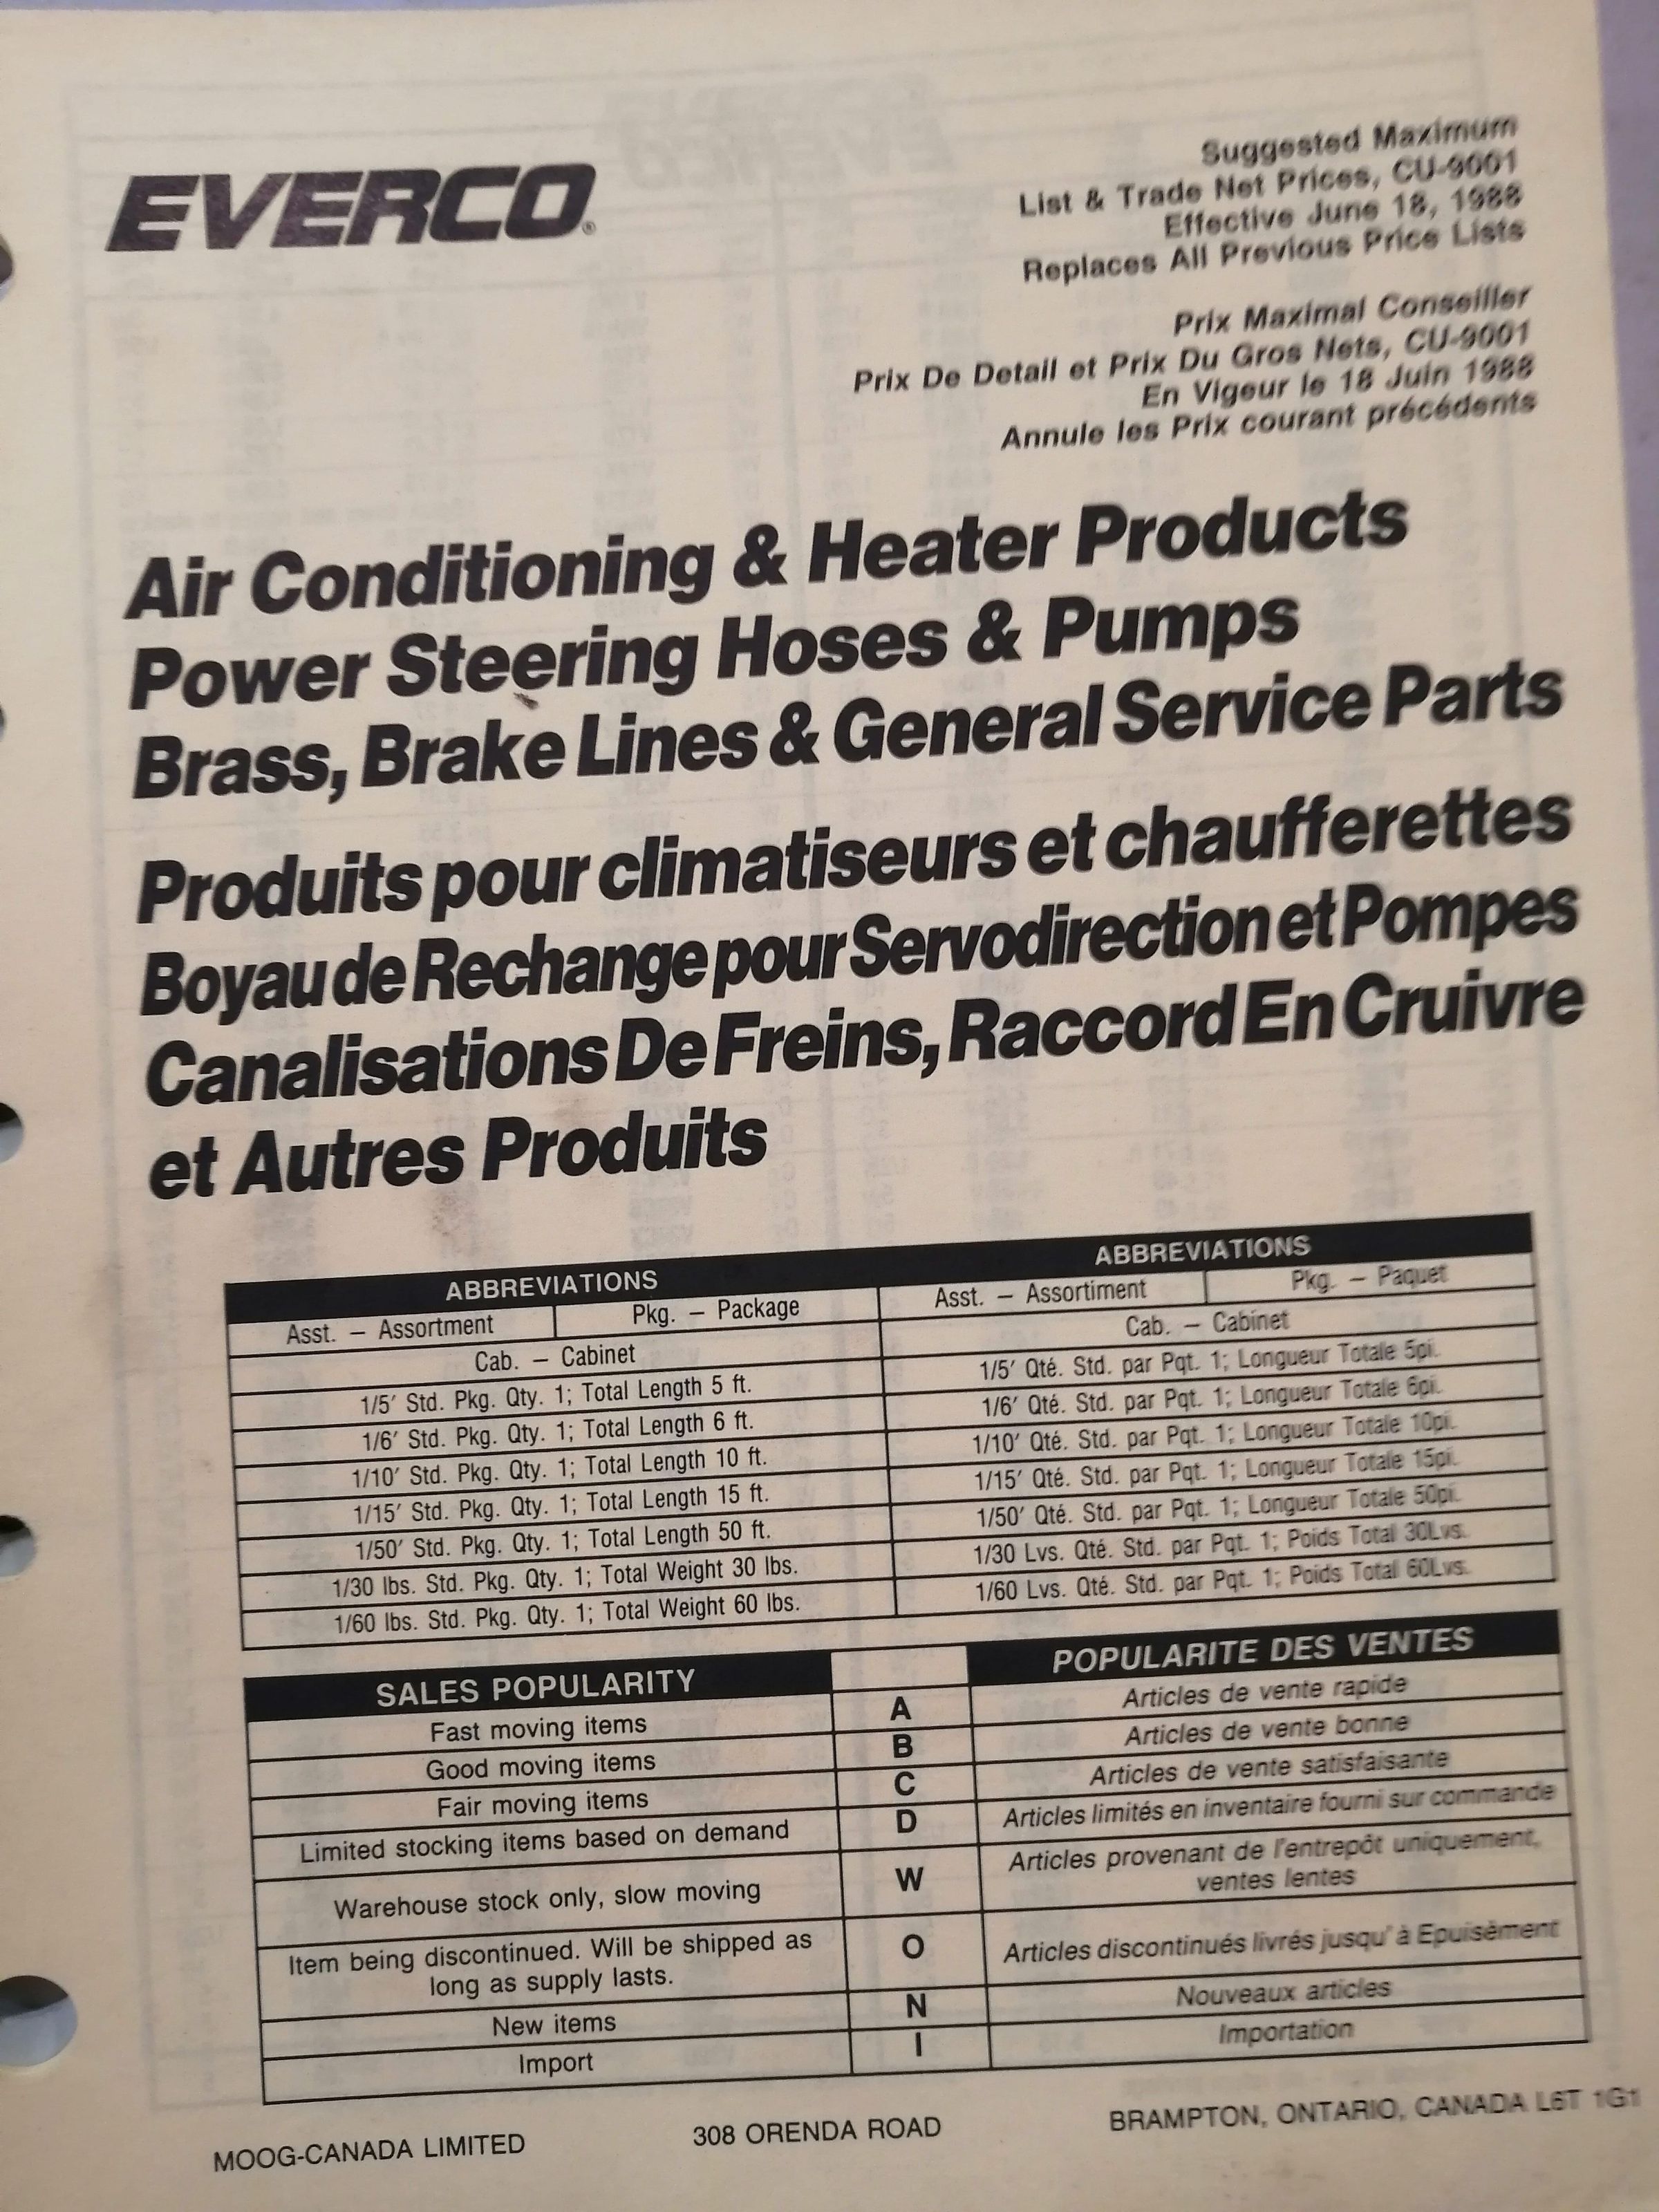 EVERCO®
Suggested Maximum
List & Trade Net Prices, CU-9001
Effective June 18, 1988
Replaces All Previous Price Lists
Prix Maximal Conseiller
Prix De Detail et Prix Du Gros Nets, CU-9001
En Vigeur le 18 Juin 1988
Annule les Prix courant précédents
Air Conditioning & Heater Products
Power Steering Hoses & Pumps
Brass, Brake Lines & General Service Parts
Produits pour climatiseurs et chaufferettes
Boyau de Rechange pour Servodirection et Pompes
Canalisations De Freins, Raccord En Cruivre
et Autres Produits
ABBREVIATIONS ABBREVIATIONS
Asst. – Assortment Pkg. – Package Asst. – Assortiment Pkg. – Paquet
Cab. – Cabinet Cab. – Cabinet
1/5' Std. Pkg. Qty. 1; Total Length 5 ft. 1/5' Qté. Std. par Pqt. 1; Longueur Totale 5pi.
1/6' Std. Pkg. Qty. 1; Total Length 6 ft. 1/6' Qté. Std. par Pqt. 1; Longueur Totale 6pi.
1/10' Std. Pkg. Qty. 1; Total Length 10 ft. 1/10' Qté. Std. par Pqt. 1; Longueur Totale 10pi.
1/15' Std. Pkg. Qty. 1; Total Length 15 ft. 1/15' Qté. Std. par Pqt. 1; Longueur Totale 15pi.
1/50' Std. Pkg. Qty. 1; Total Length 50 ft. 1/50' Qté. Std. par Pqt. 1; Longueur Totale 50pi.
1/30 lbs. Std. Pkg. Qty. 1; Total Weight 30 lbs. 1/30 Lvs. Qté. Std. par Pqt. 1; Poids Total 30Lvs.
1/60 lbs. Std. Pkg. Qty. 1; Total Weight 60 lbs. 1/60 Lvs. Qté. Std. par Pqt. 1; Poids Total 60Lvs.
SALES POPULARITY POPULARITE DES VENTES
Fast moving items A Articles de vente rapide
Good moving items B Articles de vente bonne
Fair moving items C Articles de vente satisfaisante
Limited stocking items based on demand D Articles limités en inventaire fourni sur commande
Warehouse stock only, slow moving W Articles provenant de l'entrepôt uniquement,
ventes lentes
Item being discontinued. Will be shipped as O Articles discontinués livrés jusqu' à Epuisèment
long as supply lasts.
New items N Nouveaux articles
Import I Importation
MOOG-CANADA LIMITED 308 ORENDA ROAD BRAMPTON, ONTARIO, CANADA L6T 1G1